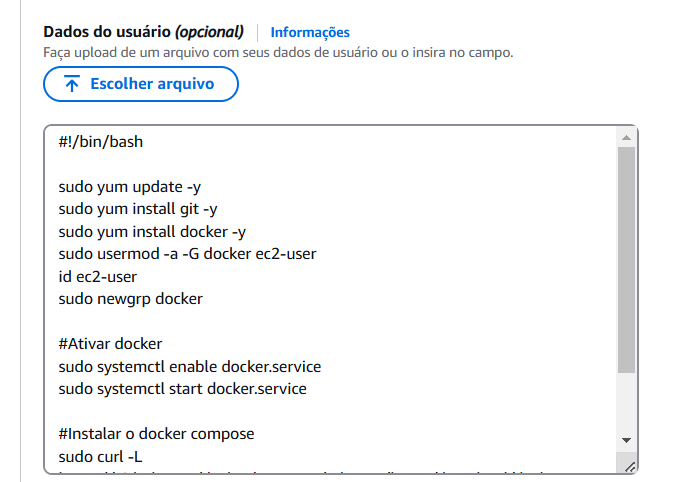 Dados do usuário (opcional) Informações
Faça upload de um arquivo com seus dados de usuário ou o insira no campo.
Escolher arquivo
#!/bin/bash
sudo yum update -y
sudo yum install git -y
sudo yum install docker -y
sudo usermod -a -G docker ec2-user
id ec2-user
sudo newgrp docker
#Ativar docker
sudo systemctl enable docker.service
sudo systemctl start docker.service
#Instalar o docker compose
sudo curl -L